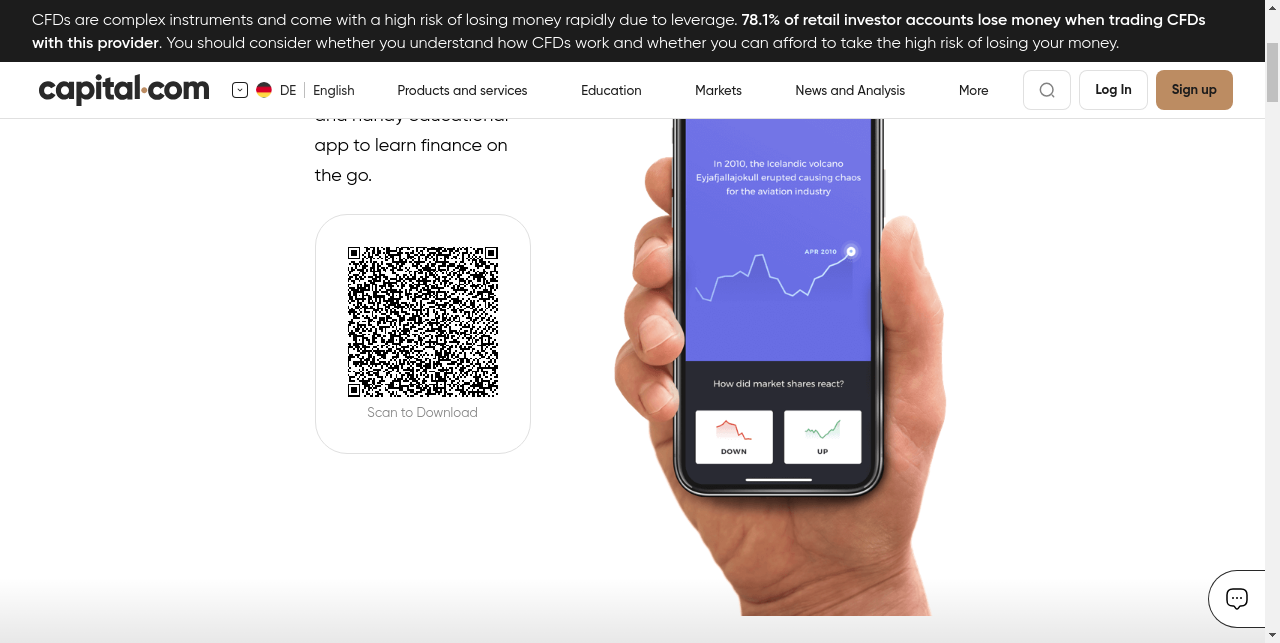 CFDs are complex instruments and come with a high risk of losing money rapidly due to leverage. 78.1% of retail investor accounts lose money when trading CFDs
with this provider. You should consider whether you understand how CFDs work and whether you can afford to take the high risk of losing your money.
capital.com
DE
English
Products and services
Education
Markets
News and Analysis
More
Log In
Sign up
and handy educational
app to learn finance on
the go.
Scan to Download
In 2010, the Icelandic volcano
Eyjafjallajokull erupted causing chaos
for the aviation industry
APR 2010
How did market shares react?
DOWN
UP